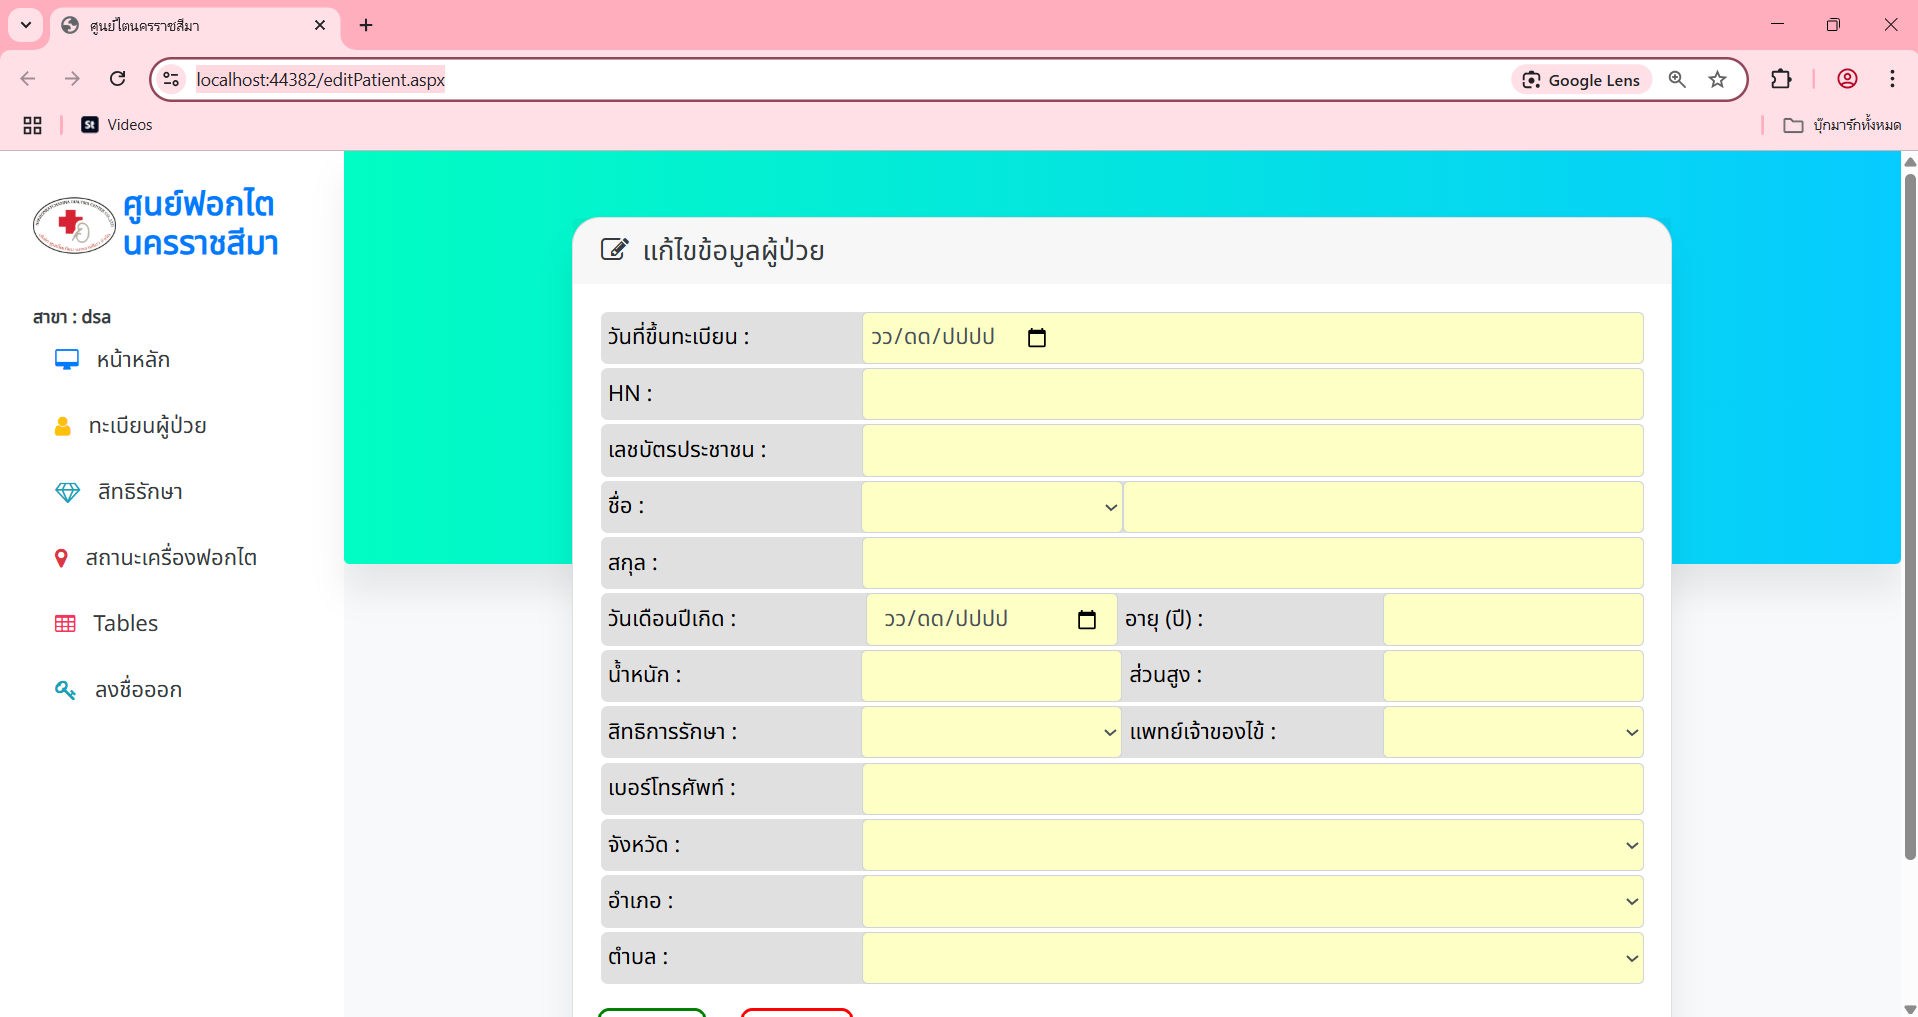 ศูนย์ไตนครราชสีมา
localhost:44382/editPatient.aspx
Google Lens
St Videos
บุ๊กมาร์กทั้งหมด
ศูนย์ฟอกไต
นครราชสีมา
สาขา : dsa
หน้าหลัก
ทะเบียนผู้ป่วย
สิทธิรักษา
สถานะเครื่องฟอกไต
Tables
ลงชื่อออก
แก้ไขข้อมูลผู้ป่วย
วันที่ขึ้นทะเบียน : วว/ดด/ปปปป
HN :
เลขบัตรประชาชน :
ชื่อ :
สกุล :
วันเดือนปีเกิด : วว/ดด/ปปปป อายุ (ปี) :
น้ำหนัก : ส่วนสูง :
สิทธิการรักษา : แพทย์เจ้าของไข้ :
เบอร์โทรศัพท์ :
จังหวัด :
อำเภอ :
ตำบล :